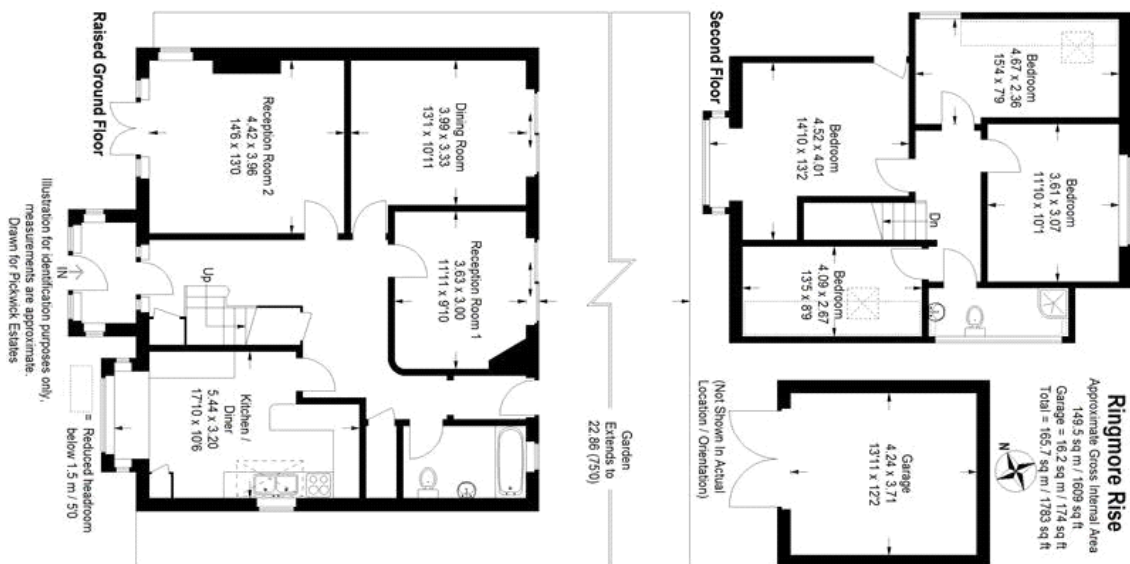 Ringmore Rise
Approximate Gross Internal Area
149.5 sq m / 1609 sq ft
Garage = 16.2 sq m / 174 sq ft
Total = 165.7 sq m / 1783 sq ft
N
Bedroom
4.67 x 2.36
15'4 x 7'9
Bedroom
3.61 x 3.07
11'10 x 10'1
Bedroom
4.52 x 4.01
14'10 x 13'2
Dn
Bedroom
4.09 x 2.67
13'5 x 8'9
Second Floor
Garage
4.24 x 3.71
13'11 x 12'2
(Not Shown In Actual
Location / Orientation)
Garden
Extends to
22.86 (75'0)
Dining Room
3.99 x 3.33
13'1 x 10'11
Reception Room 1
3.63 x 3.00
11'11 x 9'10
Reception Room 2
4.42 x 3.96
14'6 x 13'0
Up
Kitchen /
Diner
5.44 x 3.20
17'10 x 10'6
IN
Raised Ground Floor
= Reduced headroom
below 1.5 m / 5'0
Illustration for identification purposes only,
measurements are approximate.
Drawn for Pickwick Estates